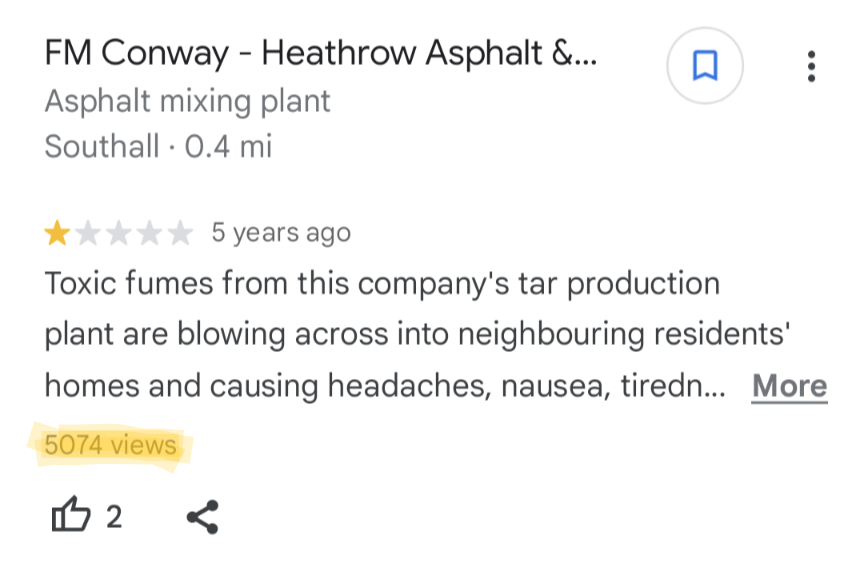 FM Conway - Heathrow Asphalt &...
Asphalt mixing plant
Southall · 0.4 mi
5 years ago
Toxic fumes from this company's tar production
plant are blowing across into neighbouring residents'
homes and causing headaches, nausea, tiredn... More
5074 views
2